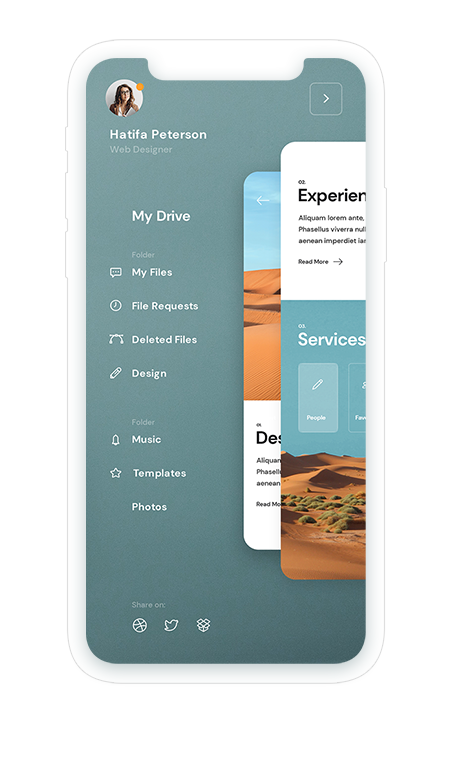 Hatifa Peterson
Web Designer
My Drive
Folder
My Files
File Requests
Deleted Files
Design
Folder
Music
Templates
Photos
Share on:
02.
Experien
Aliquam lorem ante,
Phasellus viverra null
aenean imperdiet ia
Read More
03.
Services
People
Fav
01.
Des
Aliquan
Phasell
aenean
Read Mo